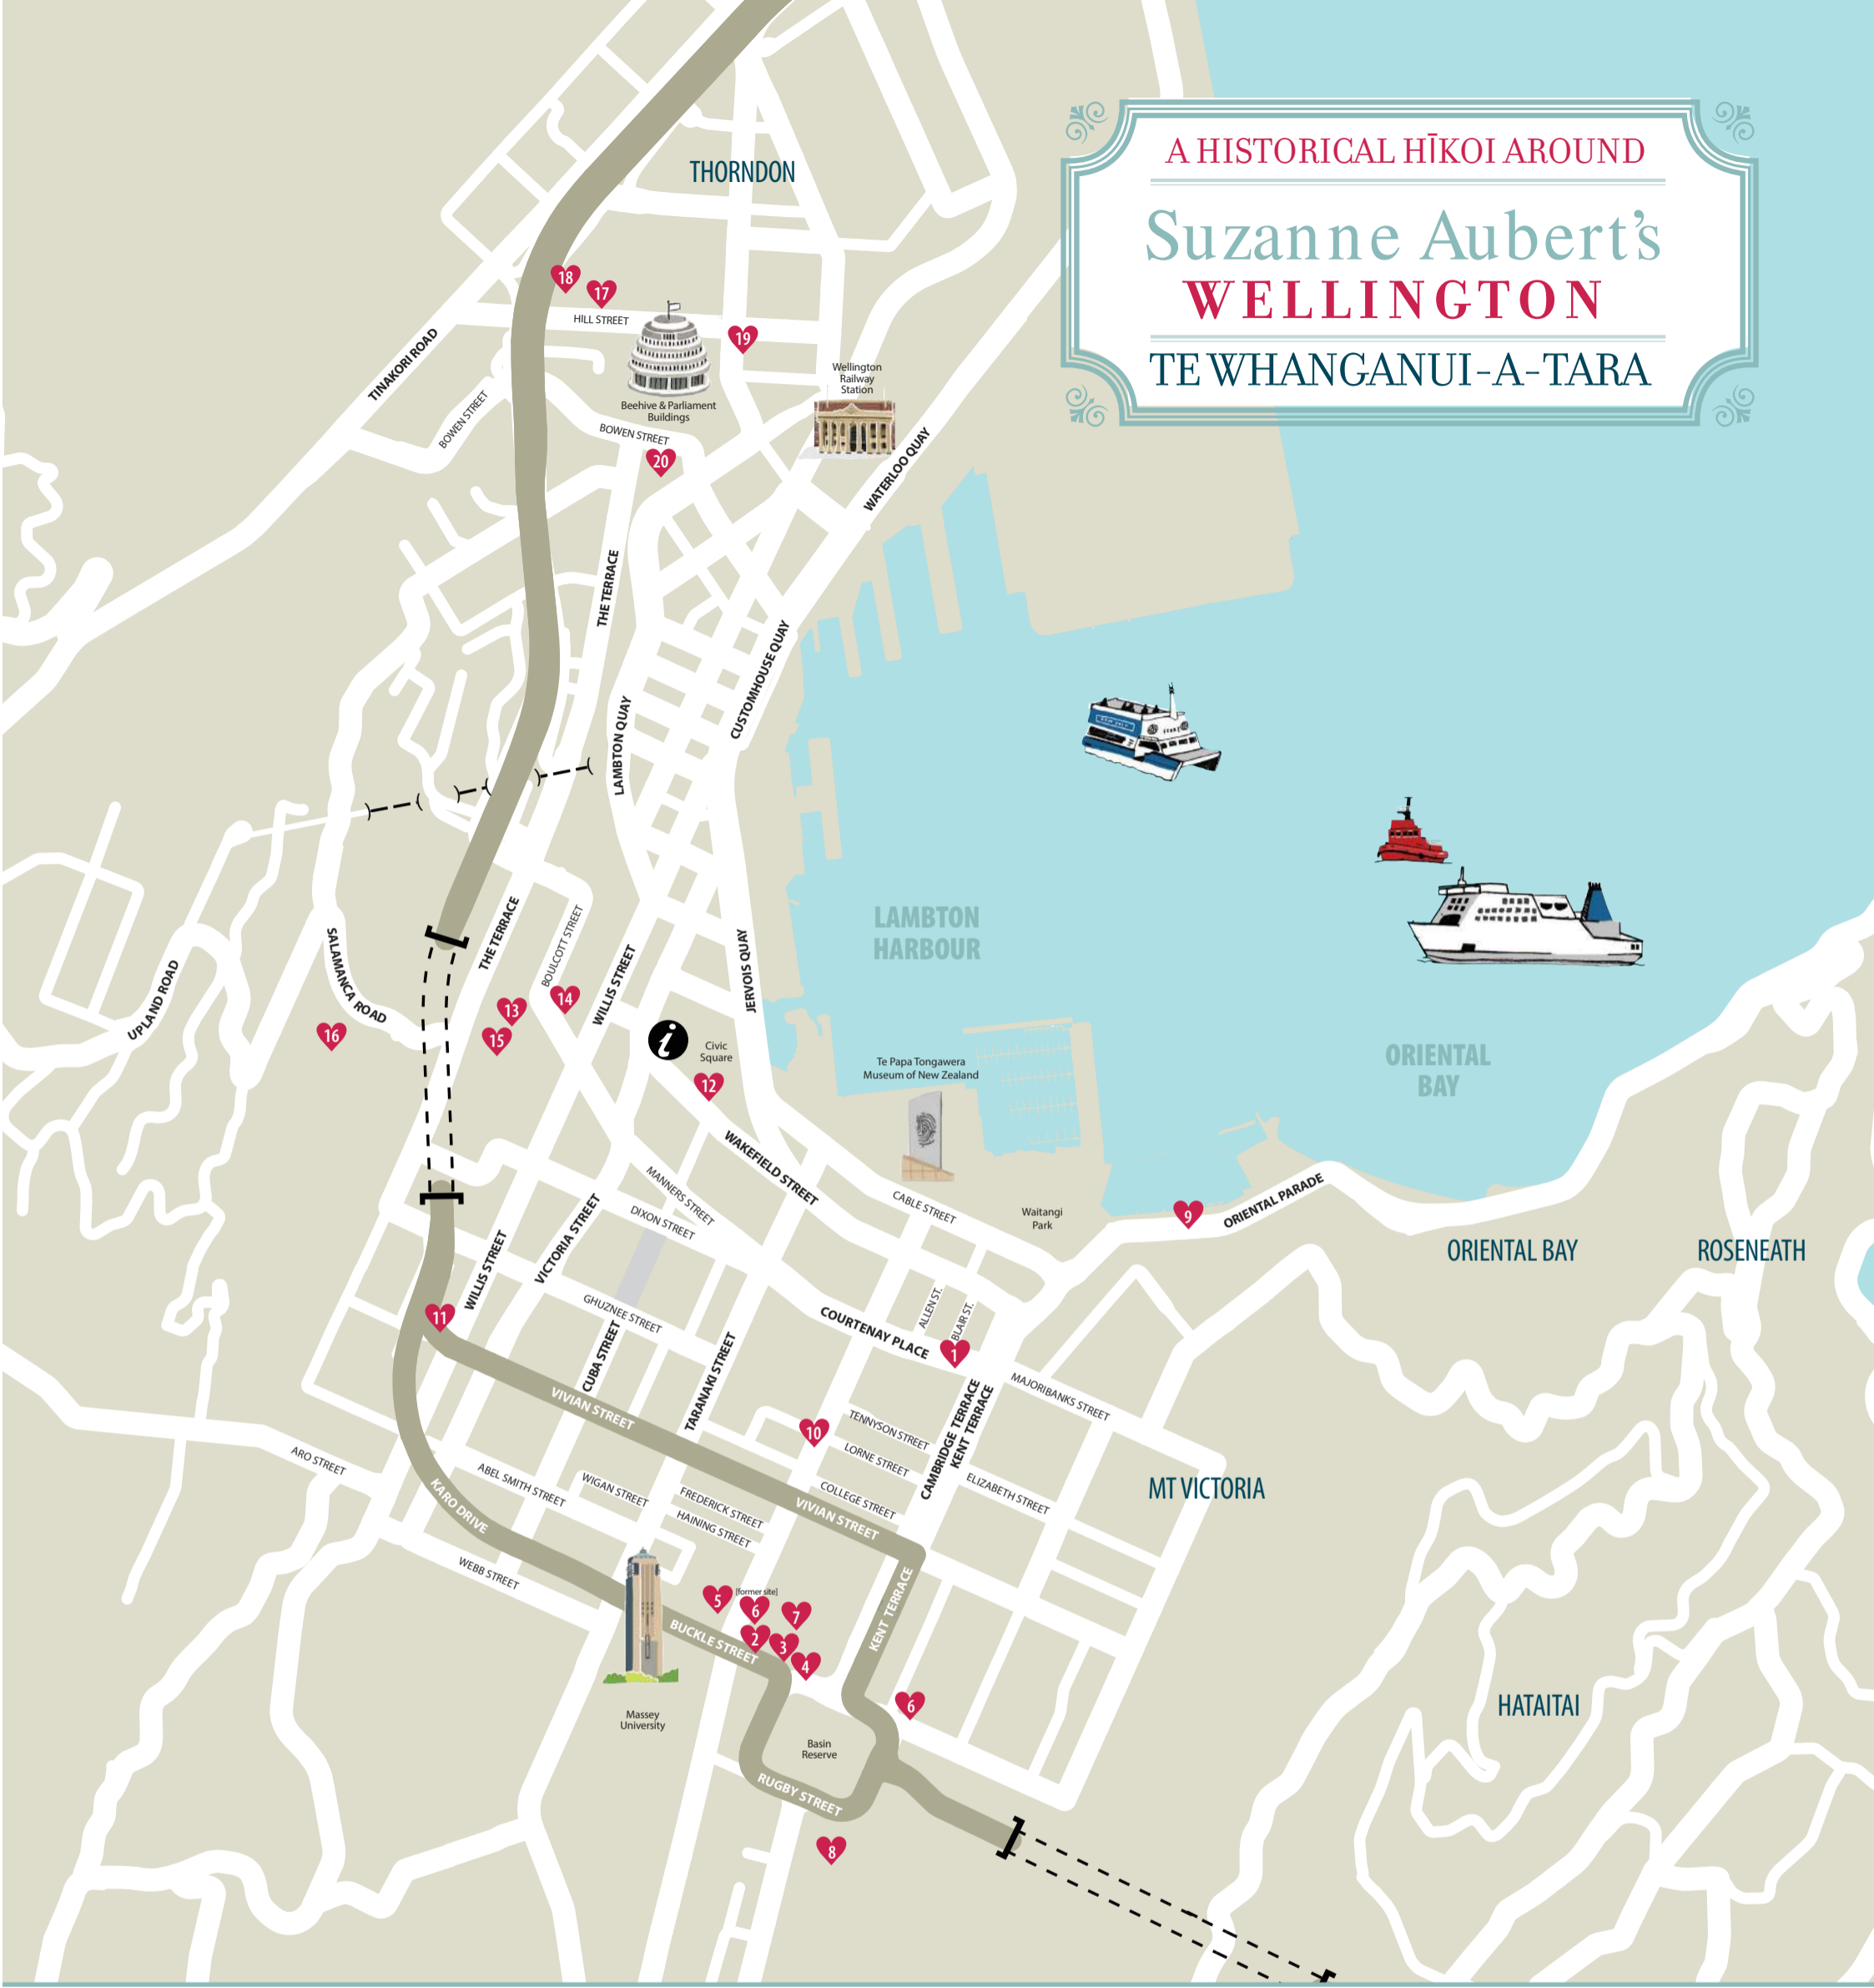 A HISTORICAL HĪKOI AROUND
Suzanne Aubert's
WELLINGTON
TE WHANGANUI-A-TARA
THORNDON
18
17
HILL STREET
19
TINAKORI ROAD
Wellington
Railway
Station
Beehive & Parliament
Buildings
BOWEN STREET
BOWEN STREET
20
WATERLOO QUAY
THE TERRACE
CUSTOMHOUSE QUAY
LAMBTON QUAY
LAMBTON
HARBOUR
THE TERRACE
BOULCOTT STREET
WILLIS STREET
JERVOIS QUAY
SALAMANCA ROAD
UPLAND ROAD
13
14
15
16
i
Civic
Square
12
Te Papa Tongawera
Museum of New Zealand
ORIENTAL
BAY
WAKEFIELD STREET
MANNERS STREET
DIXON STREET
CABLE STREET
Waitangi
Park
9
ORIENTAL PARADE
ORIENTAL BAY
ROSENEATH
WILLIS STREET
VICTORIA STREET
11
GHUZNEE STREET
CUBA STREET
TARANAKI STREET
COURTENAY PLACE
ALLEN ST.
BLAIR ST.
1
MAJORIBANKS STREET
VIVIAN STREET
10
TENNYSON STREET
LORNE STREET
CAMBRIDGE TERRACE
KENT TERRACE
ELIZABETH STREET
MT VICTORIA
ARO STREET
KARO DRIVE
ABEL SMITH STREET
WIGAN STREET
FREDERICK STREET
HAINING STREET
COLLEGE STREET
VIVIAN STREET
WEBB STREET
5
[former site]
6
7
2
3
4
BUCKLE STREET
KENT TERRACE
6
HATAITAI
Massey
University
Basin
Reserve
RUGBY STREET
8